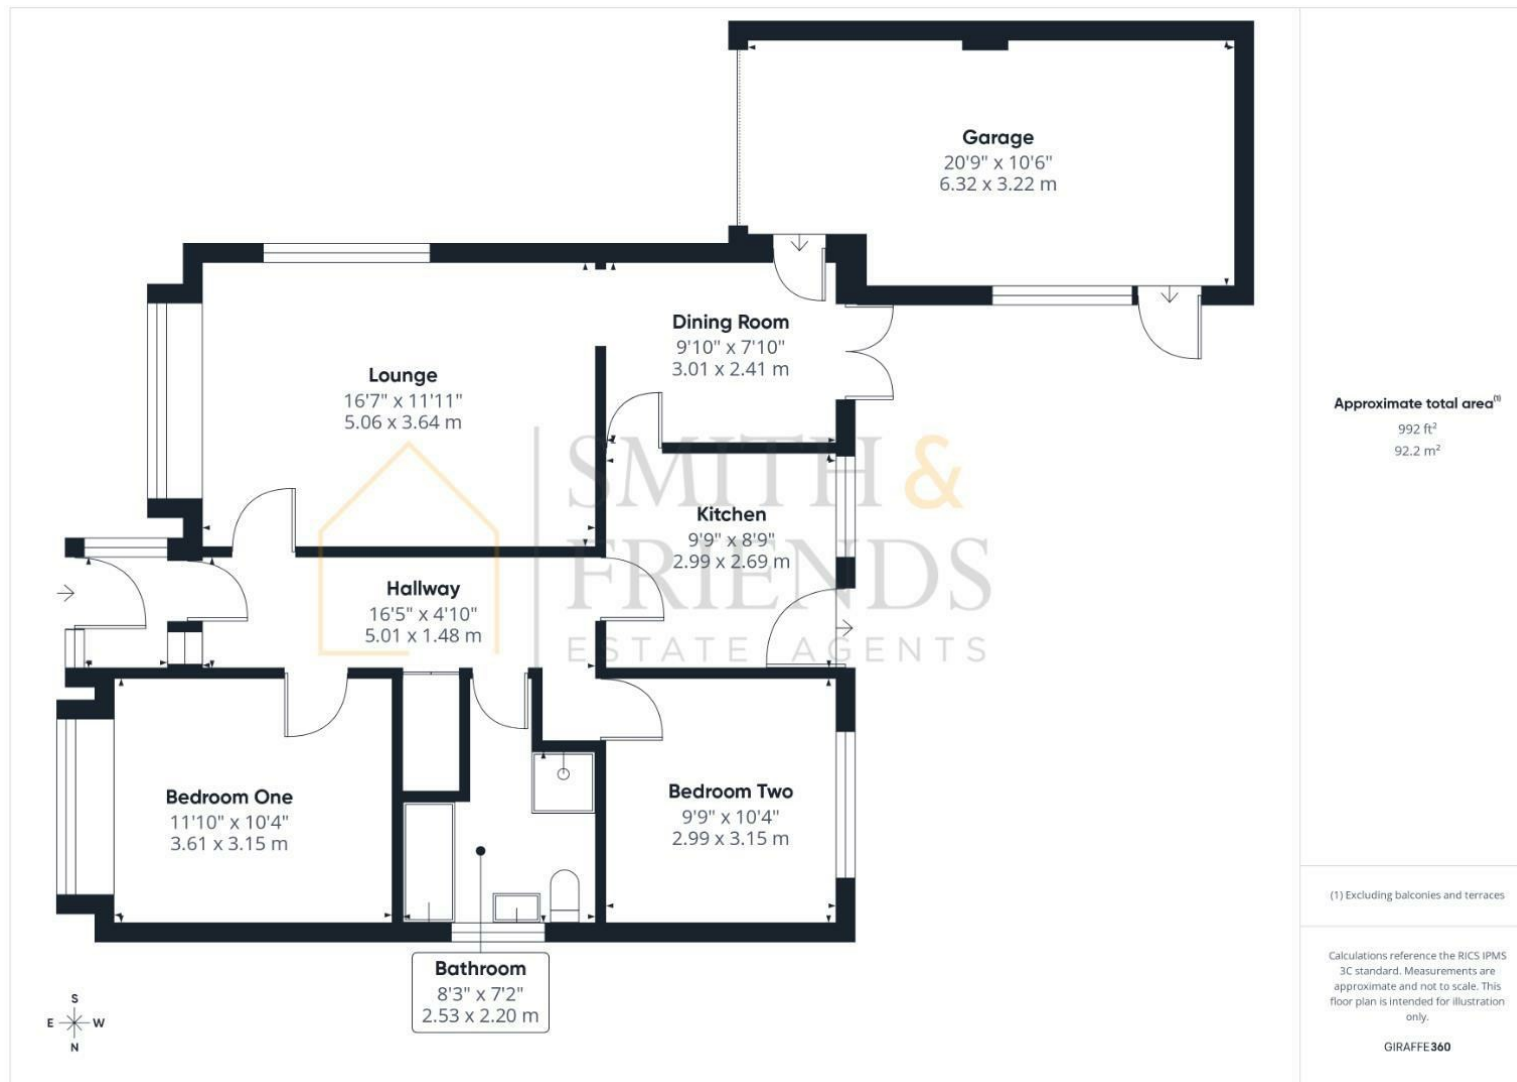 Garage
20'9" x 10'6"
6.32 x 3.22 m
Dining Room
9'10" x 7'10"
3.01 x 2.41 m
Lounge
16'7" x 11'11"
5.06 x 3.64 m
Kitchen
9'9" x 8'9"
2.99 x 2.69 m
Hallway
16'5" x 4'10"
5.01 x 1.48 m
SMITH &
FRIENDS
ESTATE AGENTS
Bedroom One
11'10" x 10'4"
3.61 x 3.15 m
Bedroom Two
9'9" x 10'4"
2.99 x 3.15 m
Bathroom
8'3" x 7'2"
2.53 x 2.20 m
S
E W
N
Approximate total area(1)
992 ft²
92.2 m²
(1) Excluding balconies and terraces
Calculations reference the RICS IPMS
3C standard. Measurements are
approximate and not to scale. This
floor plan is intended for illustration
only.
GIRAFFE360